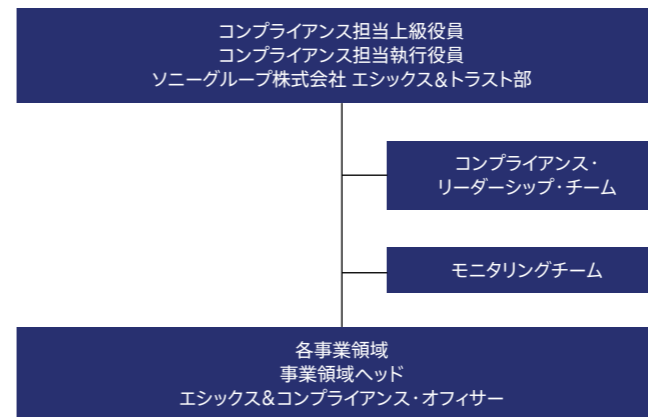 コンプライアンス担当上級役員
コンプライアンス担当執行役員
ソニーグループ株式会社 エシックス&トラスト部
コンプライアンス・
リーダーシップ・チーム
モニタリングチーム
各事業領域
事業領域ヘッド
エシックス&コンプライアンス・オフィサー